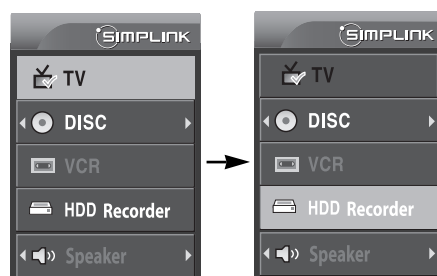 SIMPLINK
TV
DISC
VCR
HDD Recorder
Speaker
SIMPLINK
TV
DISC
VCR
HDD Recorder
Speaker